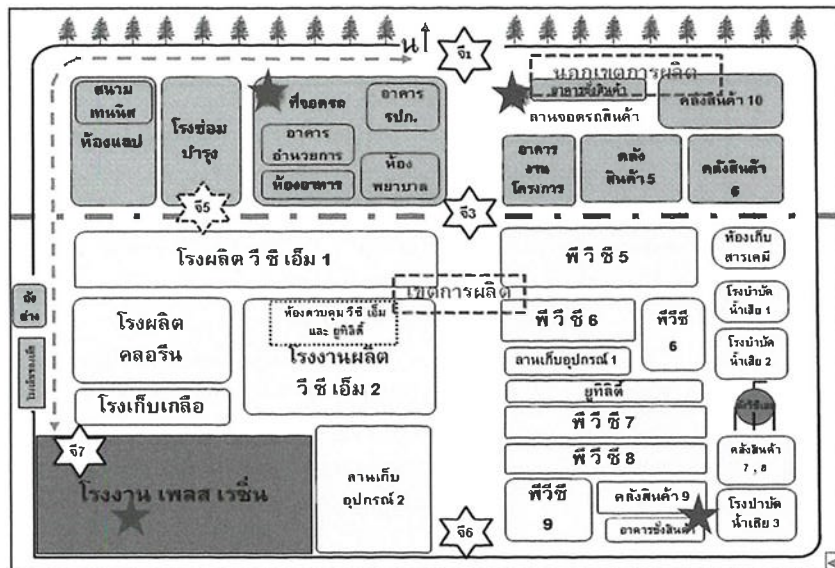 น
จี1
นอกเขตการผลิต
สนาม
เทนนิส
ห้องแลป
โรงซ่อม
บำรุง
ที่จอดรถ
อาคาร
รปภ.
อาคาร
อำนวยการ
ห้องอาหาร
ห้อง
พยาบาล
อาคารชั่งสินค้า
ลานจอดรถสินค้า
คลังสินค้า 10
อาคาร
งาน
โครงการ
คลัง
สินค้า 5
คลังสินค้า
6
จี5
จี3
โรงผลิต วี ซี เอ็ม 1
พี วี ซี 5
ห้องเก็บ
สารเคมี
เขตการผลิต
โรงผลิต
คลอรีน
ห้องควบคุม วีซี เอ็ม
และ ยูทิลิตี้
โรงงานผลิต
วี ซี เอ็ม 2
พี วี ซี 6
พีวีซี
6
โรงบำบัด
น้ำเสีย 1
โรงบำบัด
น้ำเสีย 2
ลานเก็บอุปกรณ์ 1
ยูทิลิตี้
โรงเก็บเกลือ
พี วี ซี 7
พี วี ซี 8
คลังสินค้า
7 , 8
จี7
โรงงาน เพลส เรซิ่น
ลานเก็บ
อุปกรณ์ 2
พีวีซี
9
คลังสินค้า 9
อาคารชั่งสินค้า
โรงบำบัด
น้ำเสีย 3
จี6